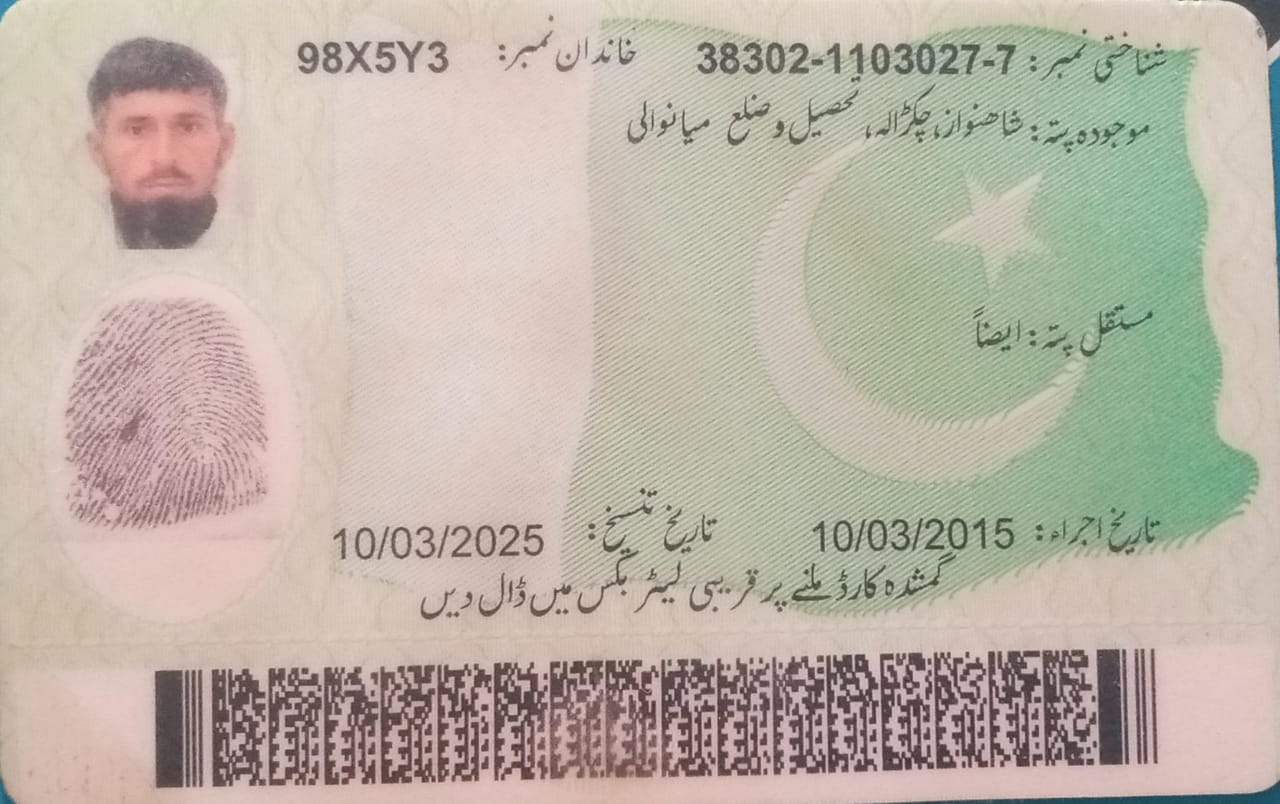 شناختی نمبر: 38302-1103027-7 خاندان نمبر: 98X5Y3
موجودہ پتہ: شاھنواز، چکڑالہ، تحصیل و ضلع میانوالی
مستقل پتہ: ایضاً
تاریخ اجراء: 10/03/2015 تاریخ تنسیخ: 10/03/2025
گمشدہ کارڈ ملنے پر قریبی لیٹر بکس میں ڈال دیں